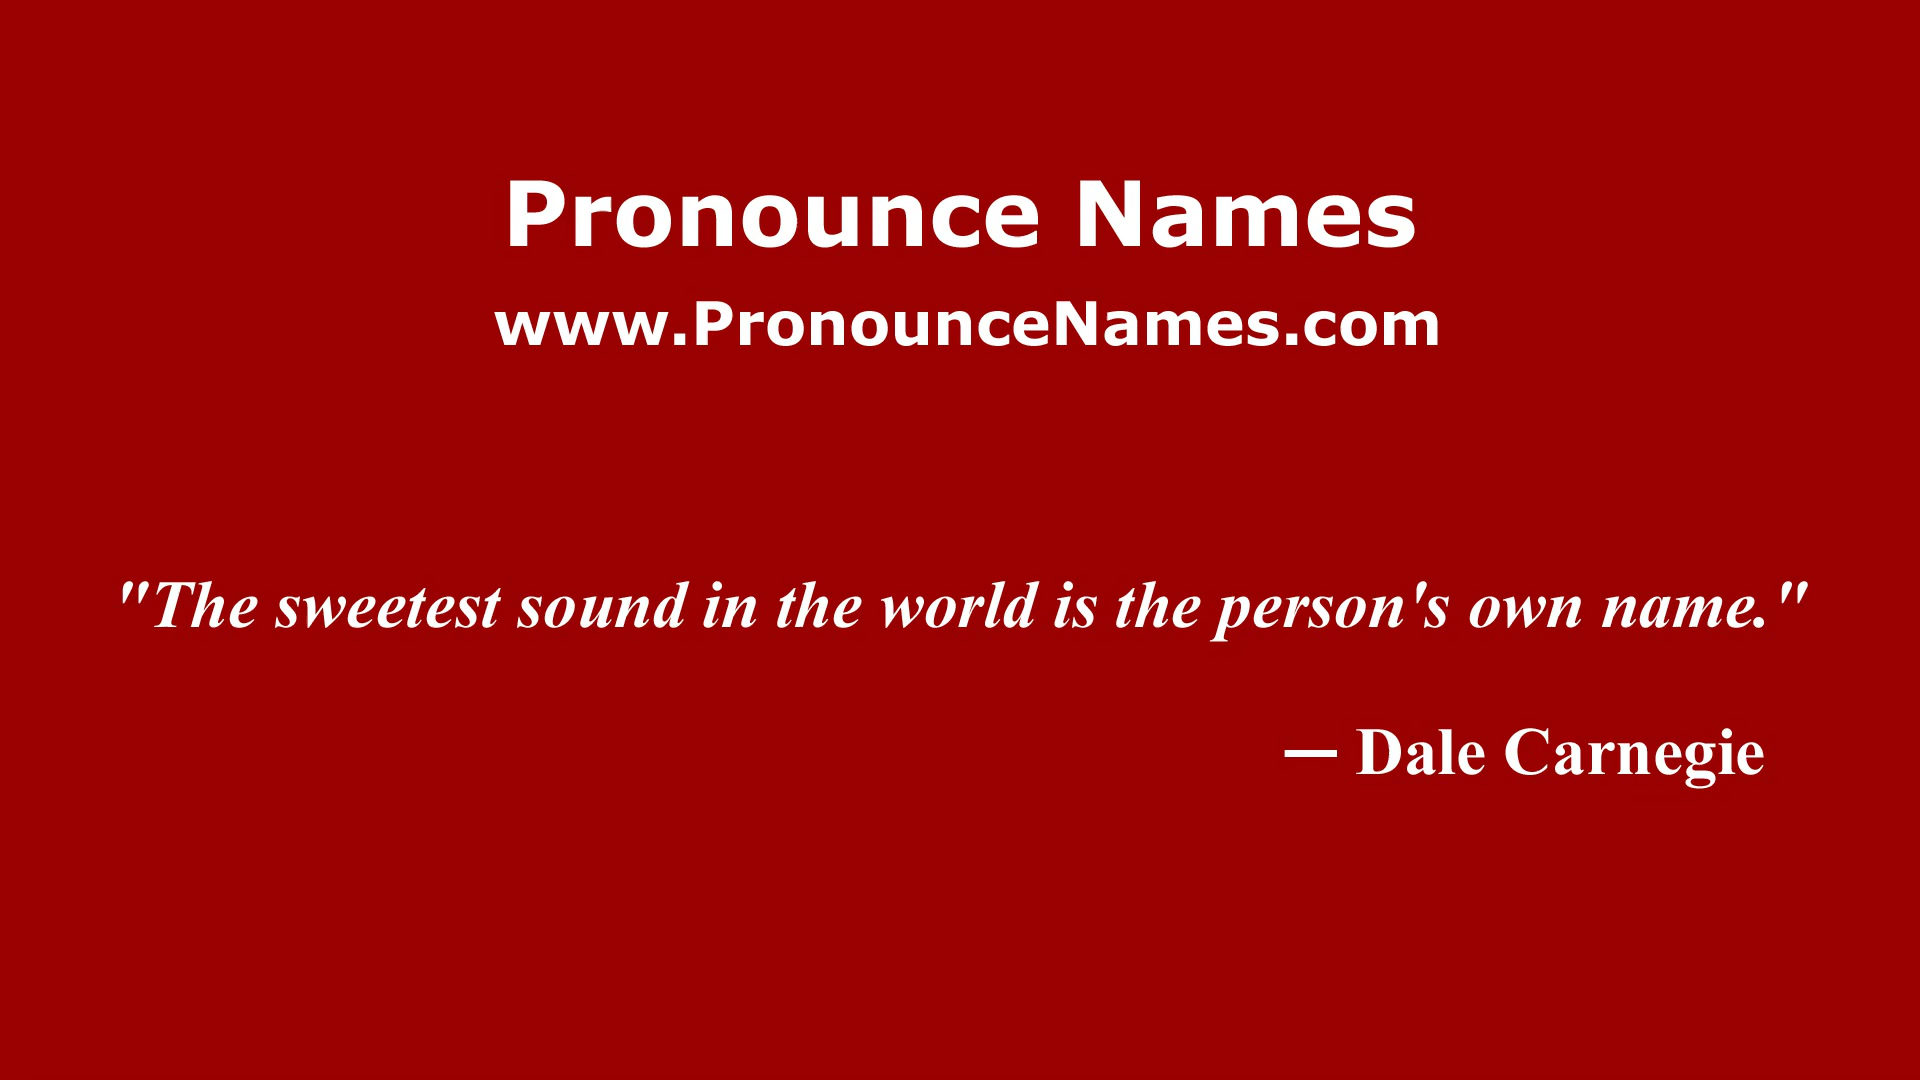 Pronounce Names
www.PronounceNames.com
"The sweetest sound in the world is the person's own name."
— Dale Carnegie